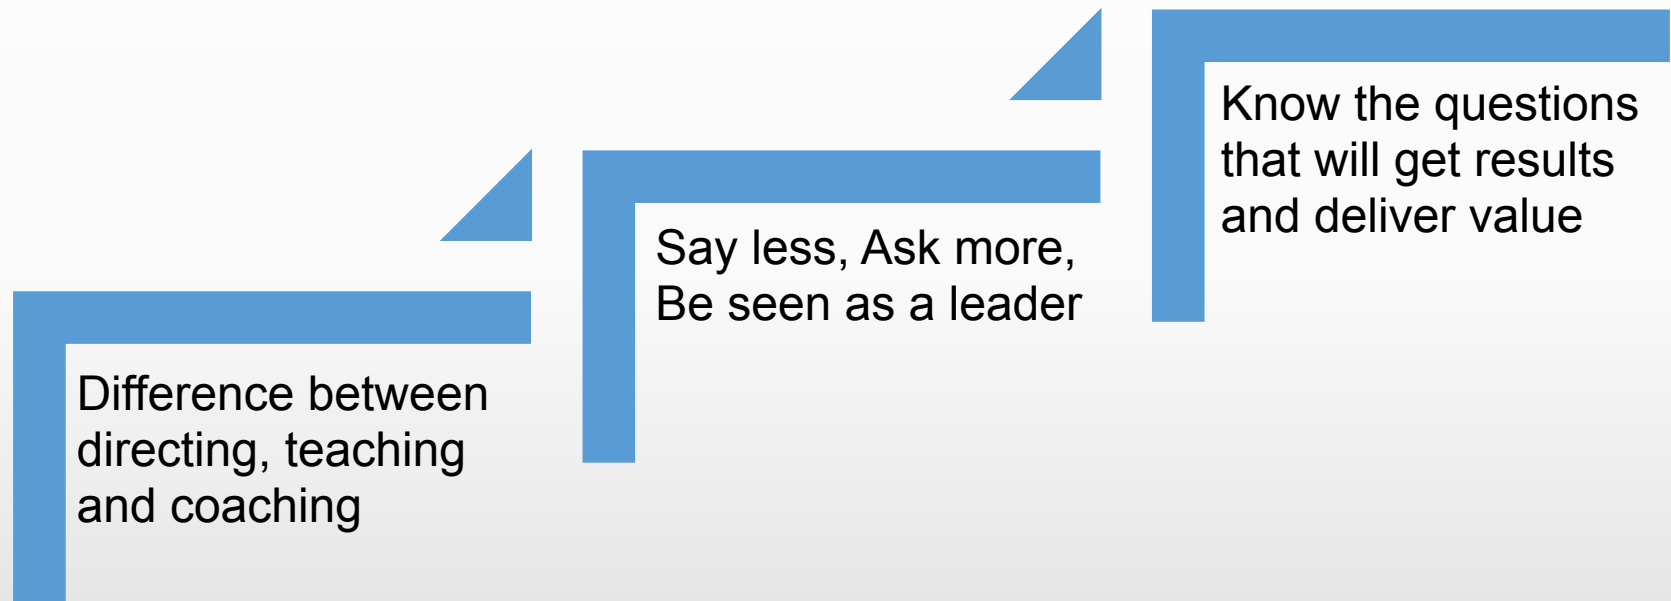 Difference between
directing, teaching
and coaching
Say less, Ask more,
Be seen as a leader
Know the questions
that will get results
and deliver value